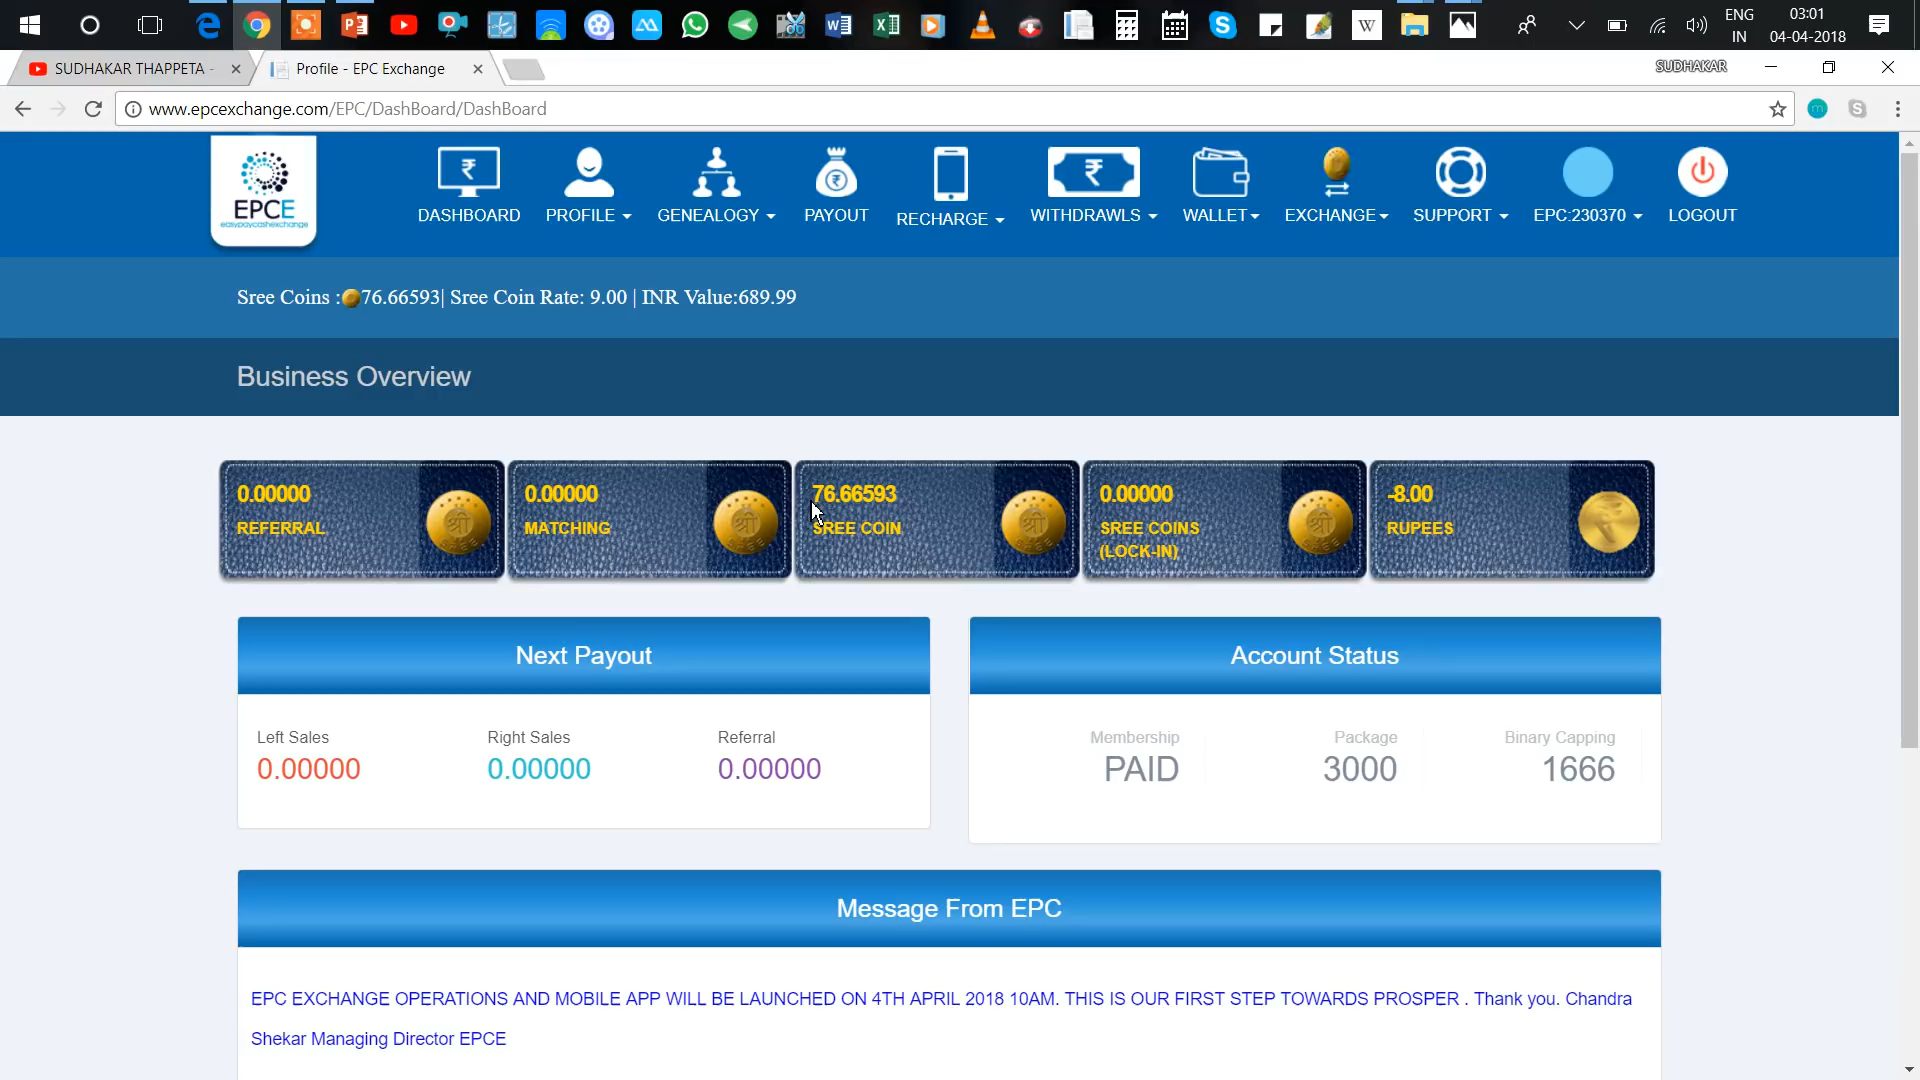 ENG
IN
03:01
04-04-2018
SUDHAKAR THAPPETA -
Profile - EPC Exchange
SUDHAKAR
www.epcexchange.com/EPC/DashBoard/DashBoard
EPCE
easypaycashexchange
DASHBOARD
PROFILE
GENEALOGY
PAYOUT
RECHARGE
WITHDRAWLS
WALLET
EXCHANGE
SUPPORT
EPC:230370
LOGOUT
Sree Coins :76.66593| Sree Coin Rate: 9.00 | INR Value:689.99
Business Overview
0.00000
REFERRAL
0.00000
MATCHING
76.66593
SREE COIN
0.00000
SREE COINS
(LOCK-IN)
-8.00
RUPEES
Next Payout
Left Sales
0.00000
Right Sales
0.00000
Referral
0.00000
Account Status
Membership
PAID
Package
3000
Binary Capping
1666
Message From EPC
EPC EXCHANGE OPERATIONS AND MOBILE APP WILL BE LAUNCHED ON 4TH APRIL 2018 10AM. THIS IS OUR FIRST STEP TOWARDS PROSPER . Thank you. Chandra
Shekar Managing Director EPCE